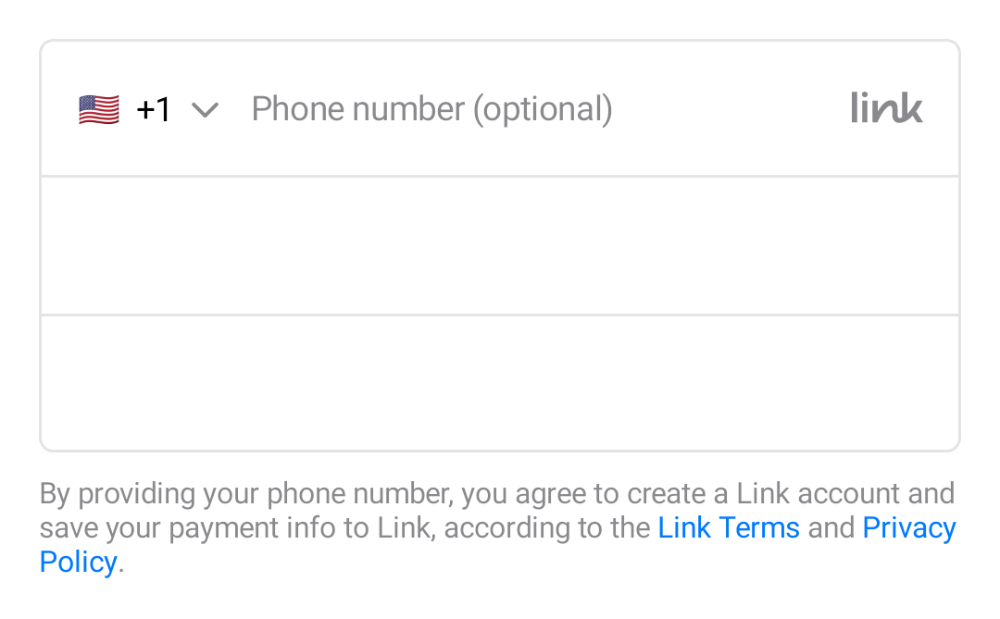 +1 Phone number (optional) link
By providing your phone number, you agree to create a Link account and
save your payment info to Link, according to the Link Terms and Privacy
Policy.